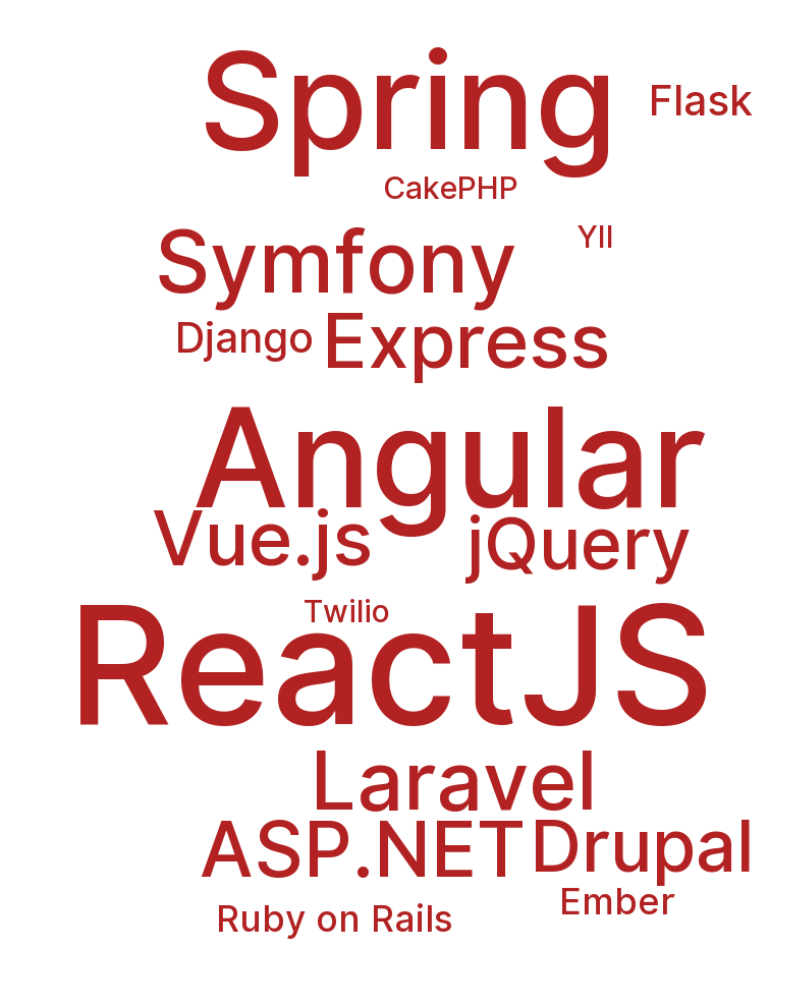 Spring
Flask
CakePHP
YII
Symfony
Django
Express
Angular
Vue.js
jQuery
Twilio
ReactJS
Laravel
ASP.NET
Drupal
Ember
Ruby on Rails